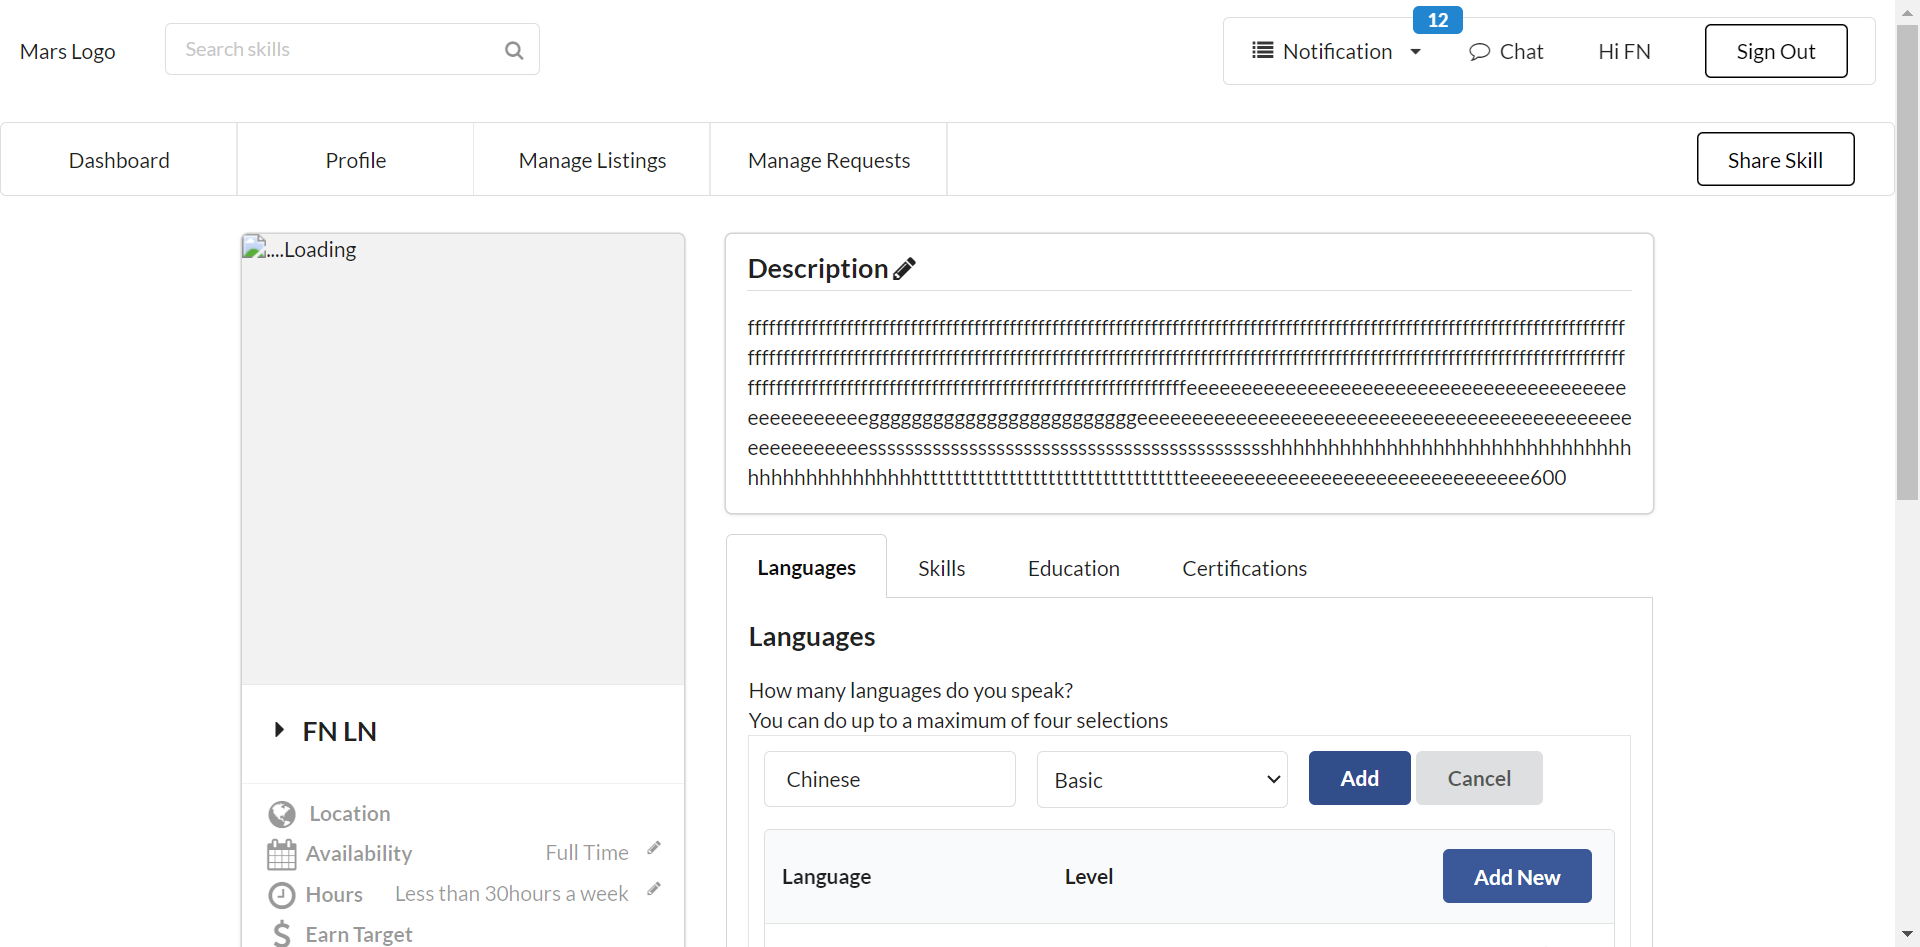 Mars Logo
Search skills
Notification
12
Chat
Hi FN
Sign Out
Dashboard
Profile
Manage Listings
Manage Requests
Share Skill
....Loading
FN LN
Location
Availability
Full Time
Hours
Less than 30hours a week
Earn Target
Description
600
Languages
Skills
Education
Certifications
Languages
How many languages do you speak?
You can do up to a maximum of four selections
Chinese
Basic
Add
Cancel
Language
Level
Add New